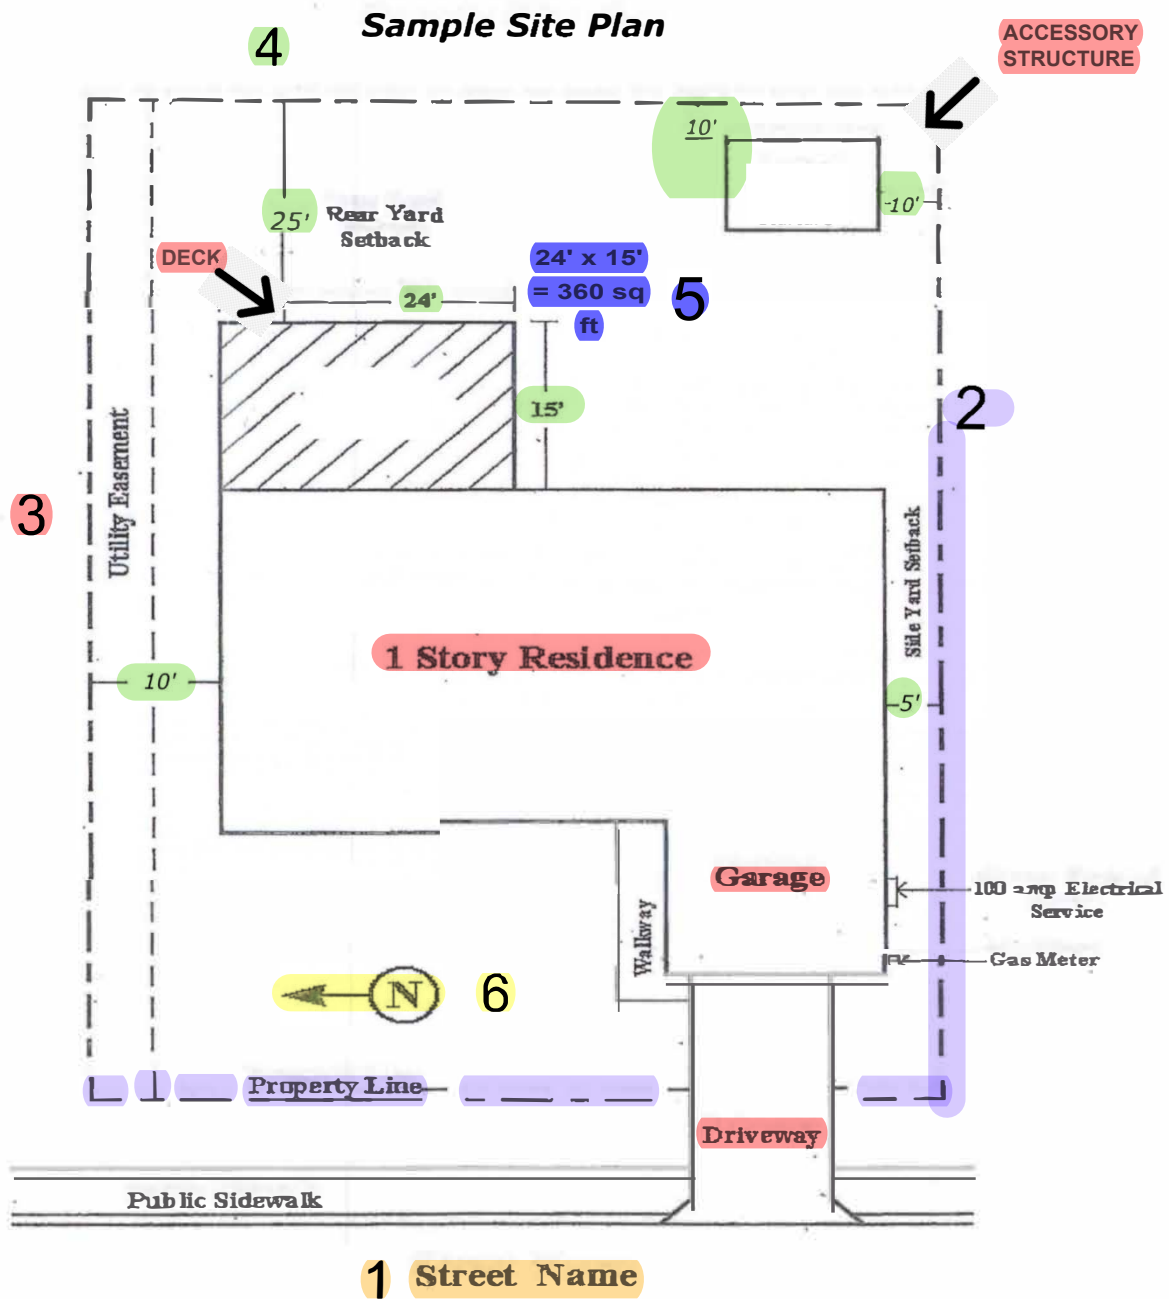 Sample Site Plan
4
ACCESSORY
STRUCTURE
10'
10'
25'
Rear Yard
Setback
DECK
24' x 15'
= 360 sq
ft
5
24'
15'
2
Utility Easement
3
Side Yard Setback
1 Story Residence
10'
5'
Garage
100 amp Electrical
Service
Walkway
Gas Meter
N
6
Property Line
Driveway
Public Sidewalk
1 Street Name